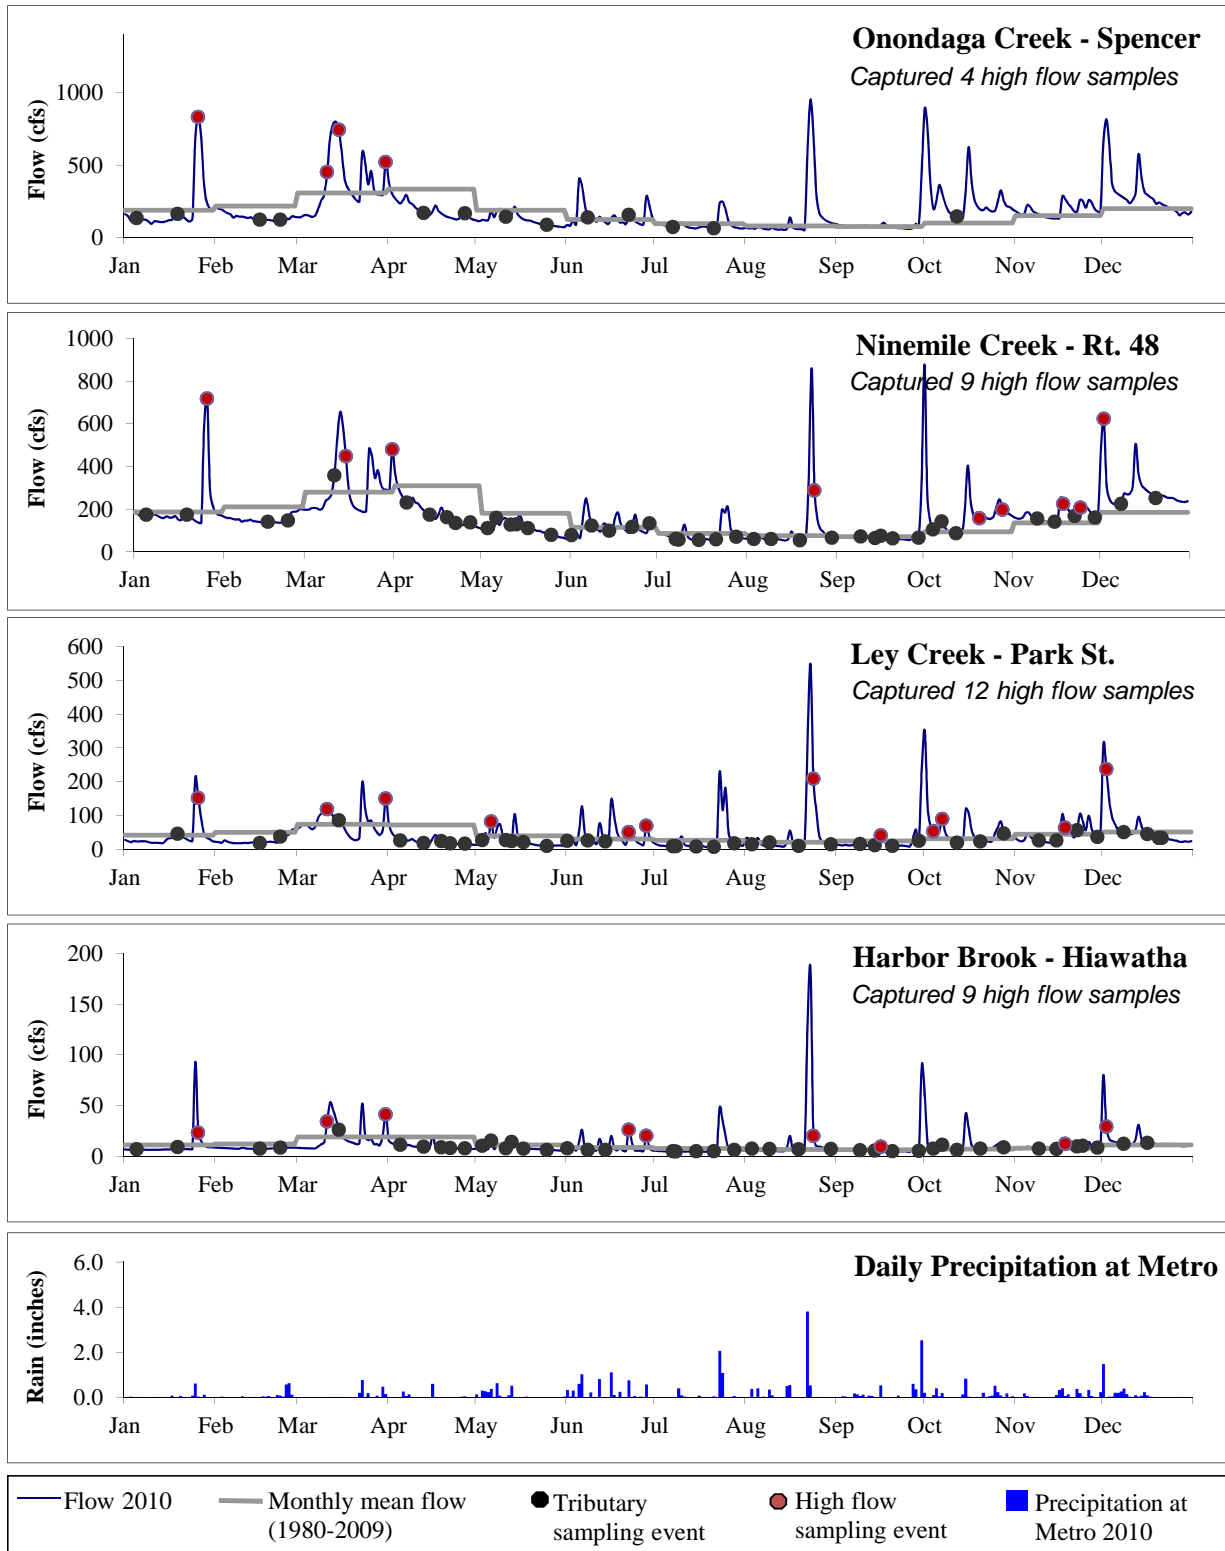 Onondaga Creek - Spencer
Captured 4 high flow samples
Flow (cfs)
1000
500
0
Jan Feb Mar Apr May Jun Jul Aug Sep Oct Nov Dec
Ninemile Creek - Rt. 48
Captured 9 high flow samples
Flow (cfs)
1000
800
600
400
200
0
Jan Feb Mar Apr May Jun Jul Aug Sep Oct Nov Dec
Ley Creek - Park St.
Captured 12 high flow samples
Flow (cfs)
600
500
400
300
200
100
0
Jan Feb Mar Apr May Jun Jul Aug Sep Oct Nov Dec
Harbor Brook - Hiawatha
Captured 9 high flow samples
Flow (cfs)
200
150
100
50
0
Jan Feb Mar Apr May Jun Jul Aug Sep Oct Nov Dec
Daily Precipitation at Metro
Rain (inches)
6.0
4.0
2.0
0.0
Jan Feb Mar Apr May Jun Jul Aug Sep Oct Nov Dec
Flow 2010
Monthly mean flow
(1980-2009)
Tributary
sampling event
High flow
sampling event
Precipitation at
Metro 2010